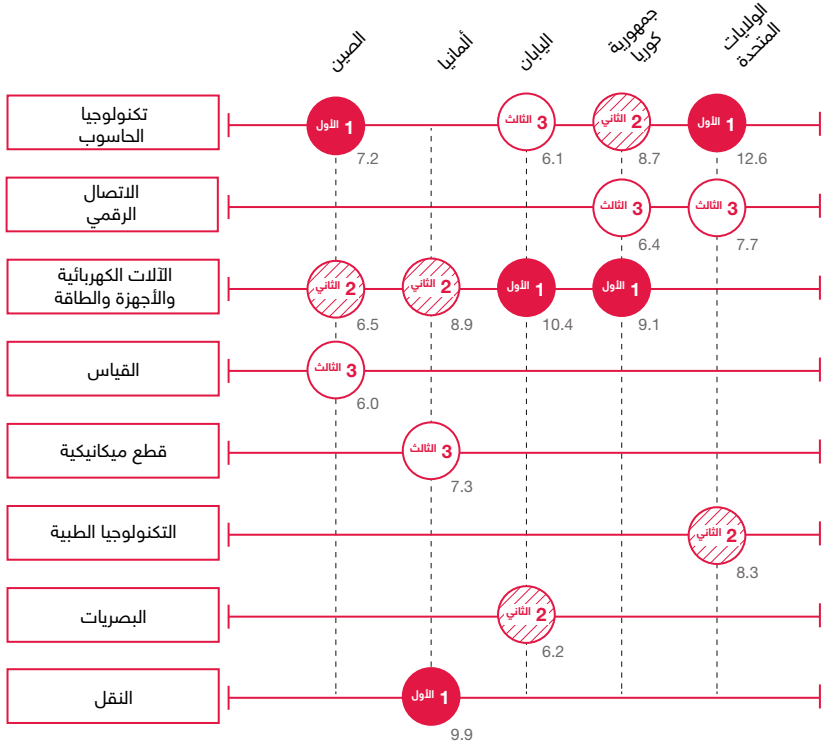 الولايات
المتحدة
جمهورية
كوريا
اليابان
ألمانيا
الصين
تكنولوجيا
الحاسوب
1 الأول
7.2
3 الثالث
6.1
2 الثاني
8.7
1 الأول
12.6
الاتصال
الرقمي
3 الثالث
6.4
3 الثالث
7.7
الآلات الكهربائية
والأجهزة والطاقة
2 الثاني
6.5
2 الثاني
8.9
1 الأول
10.4
1 الأول
9.1
القياس
3 الثالث
6.0
قطع ميكانيكية
3 الثالث
7.3
التكنولوجيا الطبية
2 الثاني
8.3
البصريات
2 الثاني
6.2
النقل
1 الأول
9.9